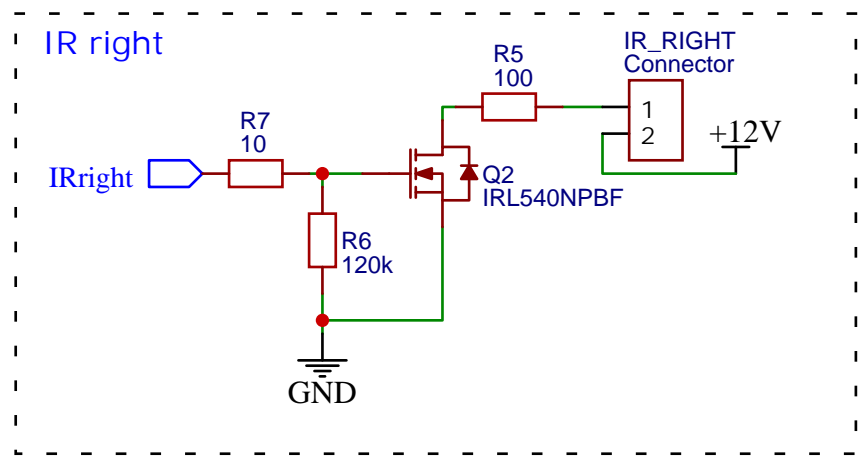 IR right
R5
100
IR_RIGHT
Connector
1
2
+12V
R7
10
IRright
Q2
IRL540NPBF
R6
120k
GND